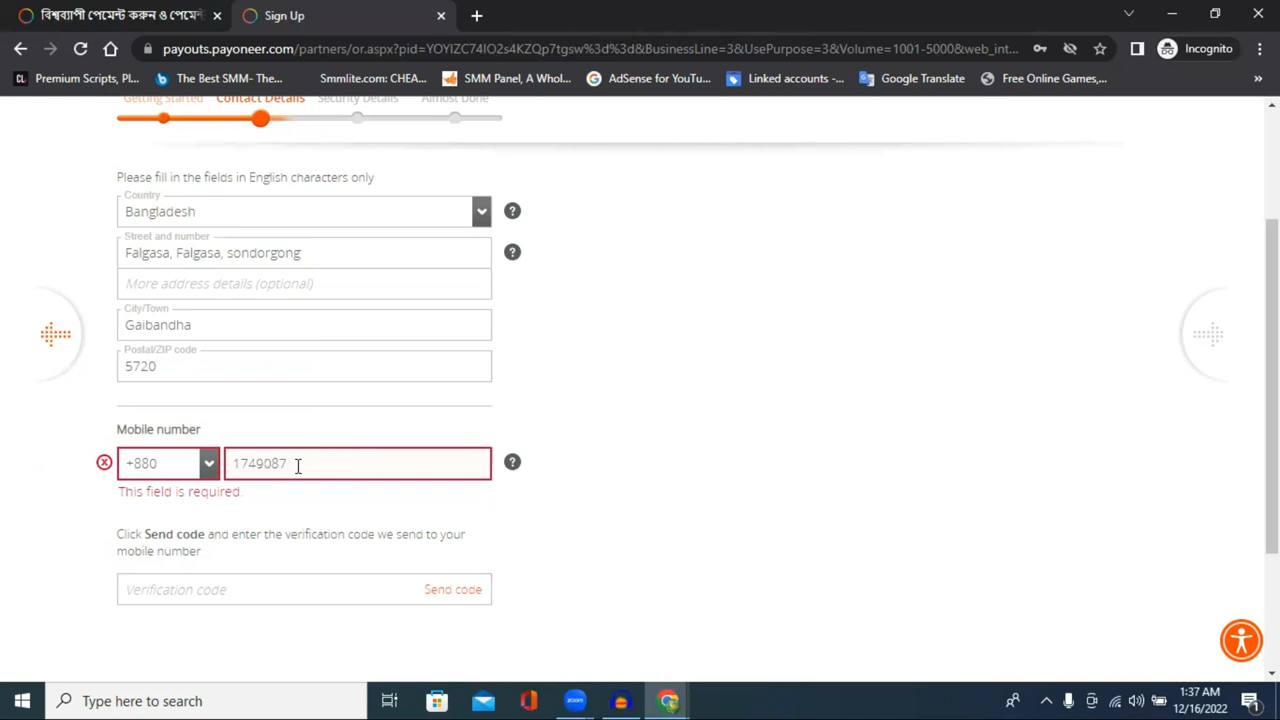 বিশ্বব্যাপী পেমেন্ট করুন ও পেমেন্ট
Sign Up
payouts.payoneer.com/partners/or.aspx?pid=YOYIZC74IO2s4KZQp7tgsw%3d%3d&BusinessLine=3&UsePurpose=3&Volume=1001-5000&web_int...
Incognito
Premium Scripts, Pl...
The Best SMM- The...
Smmlite.com: CHEA...
SMM Panel, A Whol...
AdSense for YouTu...
Linked accounts -...
Google Translate
Free Online Games,...
Getting Started
Contact Details
Security Details
Almost Done
Please fill in the fields in English characters only
Country
Bangladesh
Street and number
Falgasa, Falgasa, sondorgong
More address details (optional)
City/Town
Gaibandha
Postal/ZIP code
5720
Mobile number
+880
1749087
This field is required.
Click Send code and enter the verification code we send to your
mobile number
Verification code
Send code
Type here to search
zoom
1:37 AM
12/16/2022